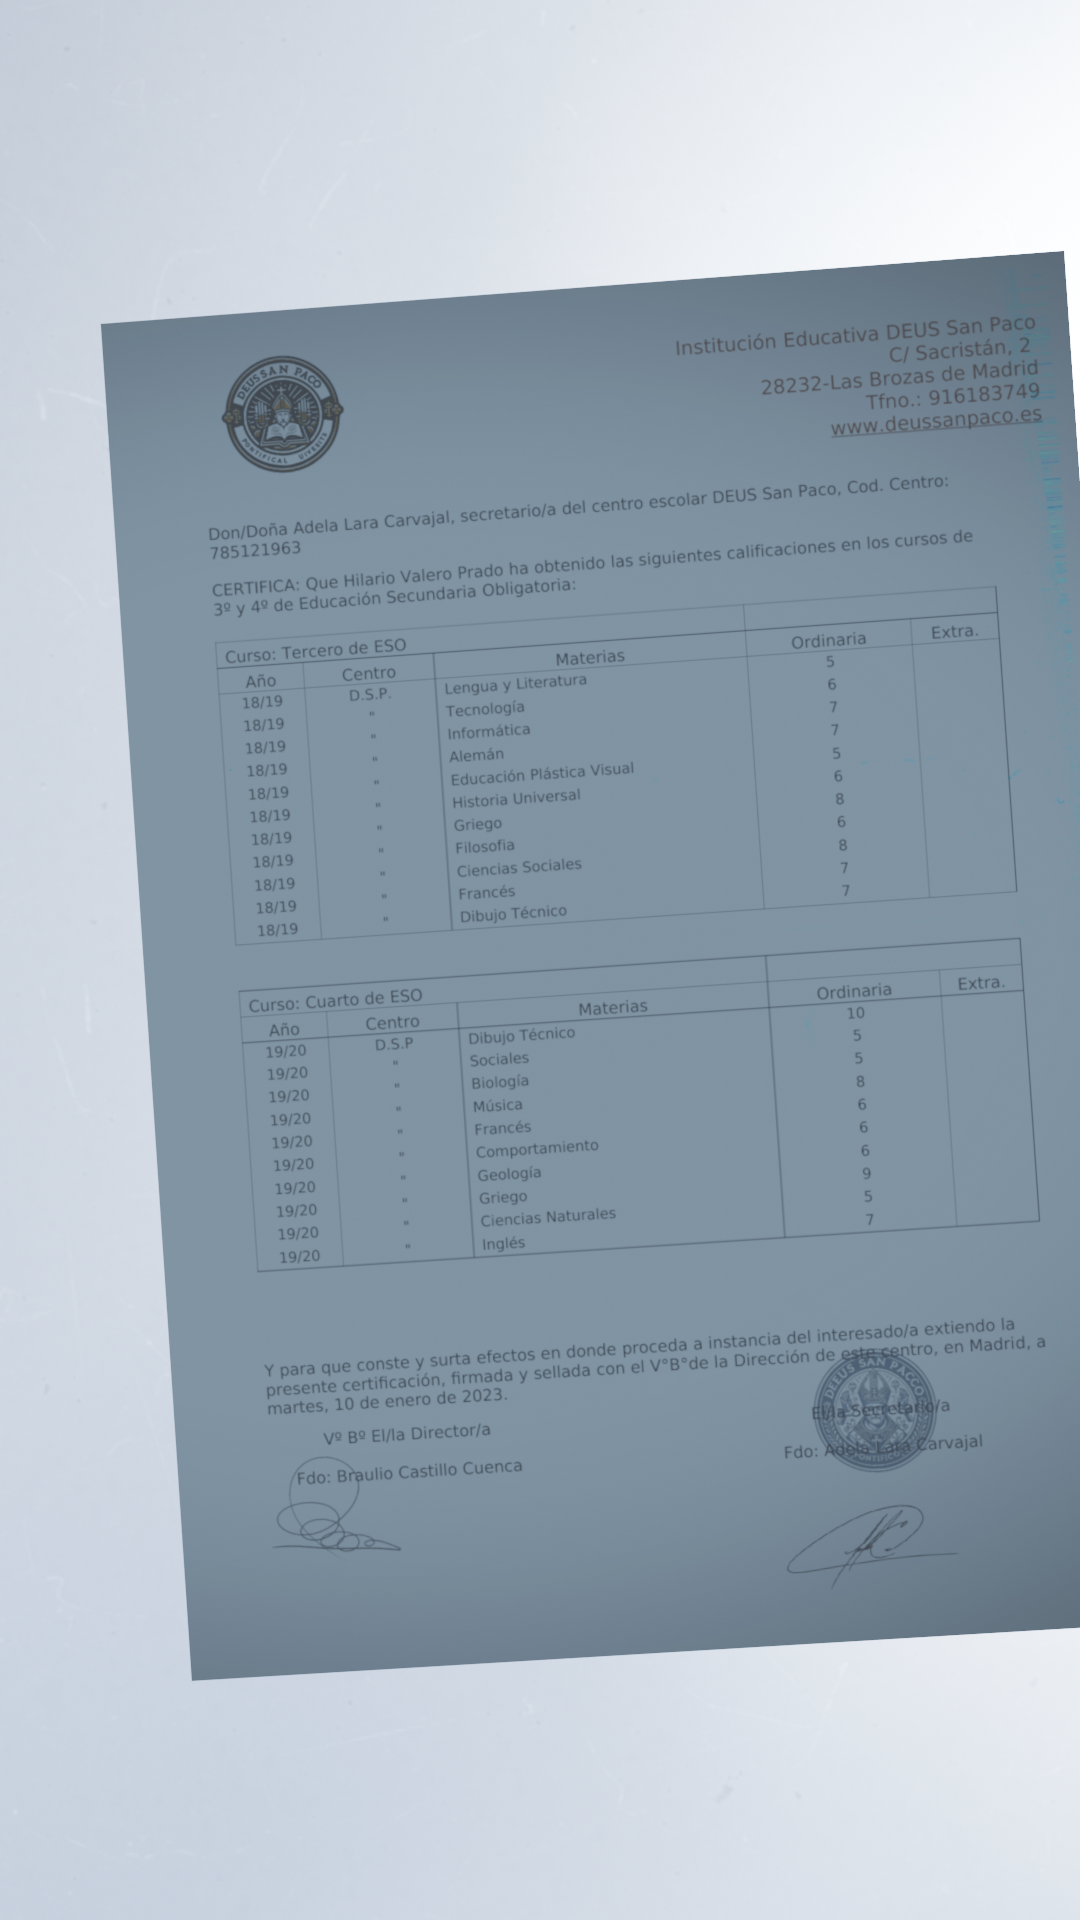 DEUS SAN PACO
PONTIFICAL
Institución Educativa DEUS San Paco
C/ Sacristán, 2
28232-Las Brozas de Madrid
Tfno.: 916183749
www.deussanpaco.es
Don/Doña Adela Lara Carvajal, secretario/a del centro escolar DEUS San Paco, Cod. Centro:
785121963
CERTIFICA: Que Hilario Valero Prado ha obtenido las siguientes calificaciones en los cursos de
3º y 4º de Educación Secundaria Obligatoria:
Curso: Tercero de ESO
Año Centro Materias Ordinaria Extra.
18/19 D.S.P. Lengua y Literatura 5
18/19 " Tecnología 6
18/19 " Informática 7
18/19 " Alemán 7
18/19 " Educación Plástica Visual 5
18/19 " Historia Universal 6
18/19 " Griego 8
18/19 " Filosofia 6
18/19 " Ciencias Sociales 8
18/19 " Francés 7
18/19 " Dibujo Técnico 7
Curso: Cuarto de ESO
Año Centro Materias Ordinaria Extra.
19/20 D.S.P Dibujo Técnico 10
19/20 " Sociales 5
19/20 " Biología 5
19/20 " Música 8
19/20 " Francés 6
19/20 " Comportamiento 6
19/20 " Geología 6
19/20 " Griego 9
19/20 " Ciencias Naturales 5
19/20 " Inglés 7
Y para que conste y surta efectos en donde proceda a instancia del interesado/a extiendo la
presente certificación, firmada y sellada con el V°B°de la Dirección de este centro, en Madrid, a
martes, 10 de enero de 2023.
Vº Bº El/la Director/a
El/la Secretario/a
Fdo: Braulio Castillo Cuenca
Fdo: Adela Lara Carvajal
DEUS SAN PACCO